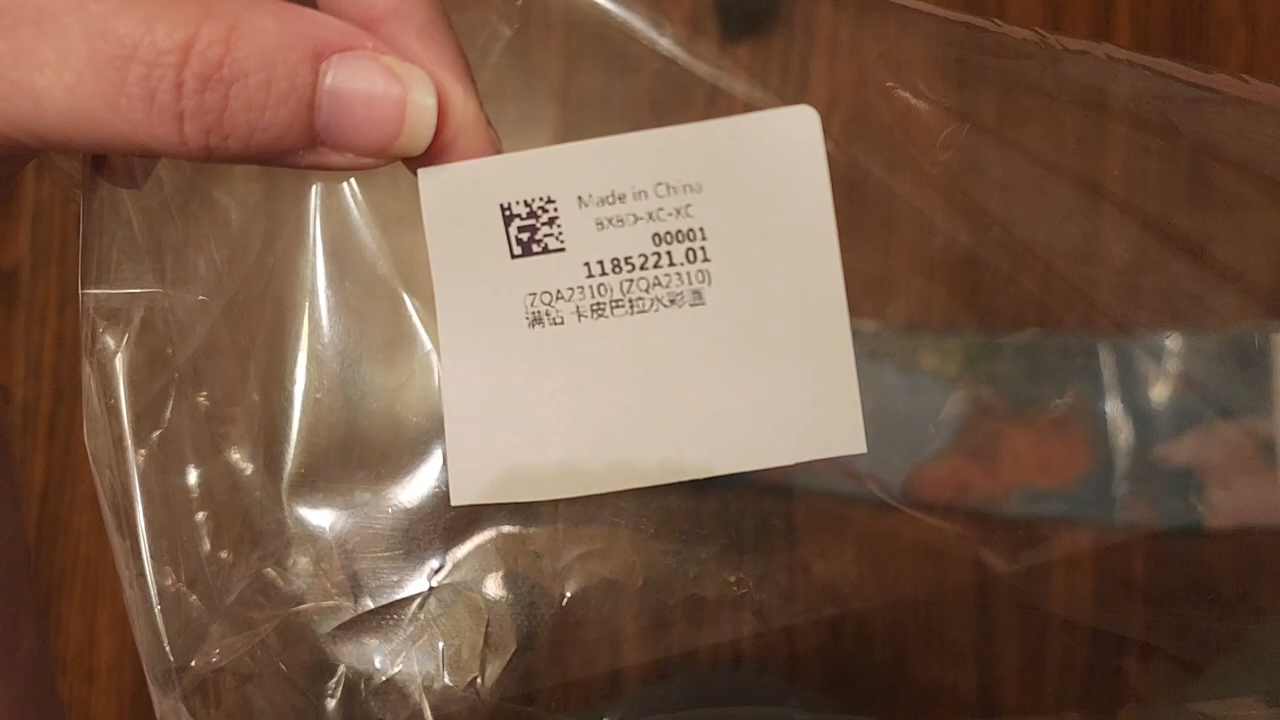 Made in China
BXBD-XC-XC
00001
1185221.01
(ZQA2310) (ZQA2310)
满钻 卡皮巴拉水彩画